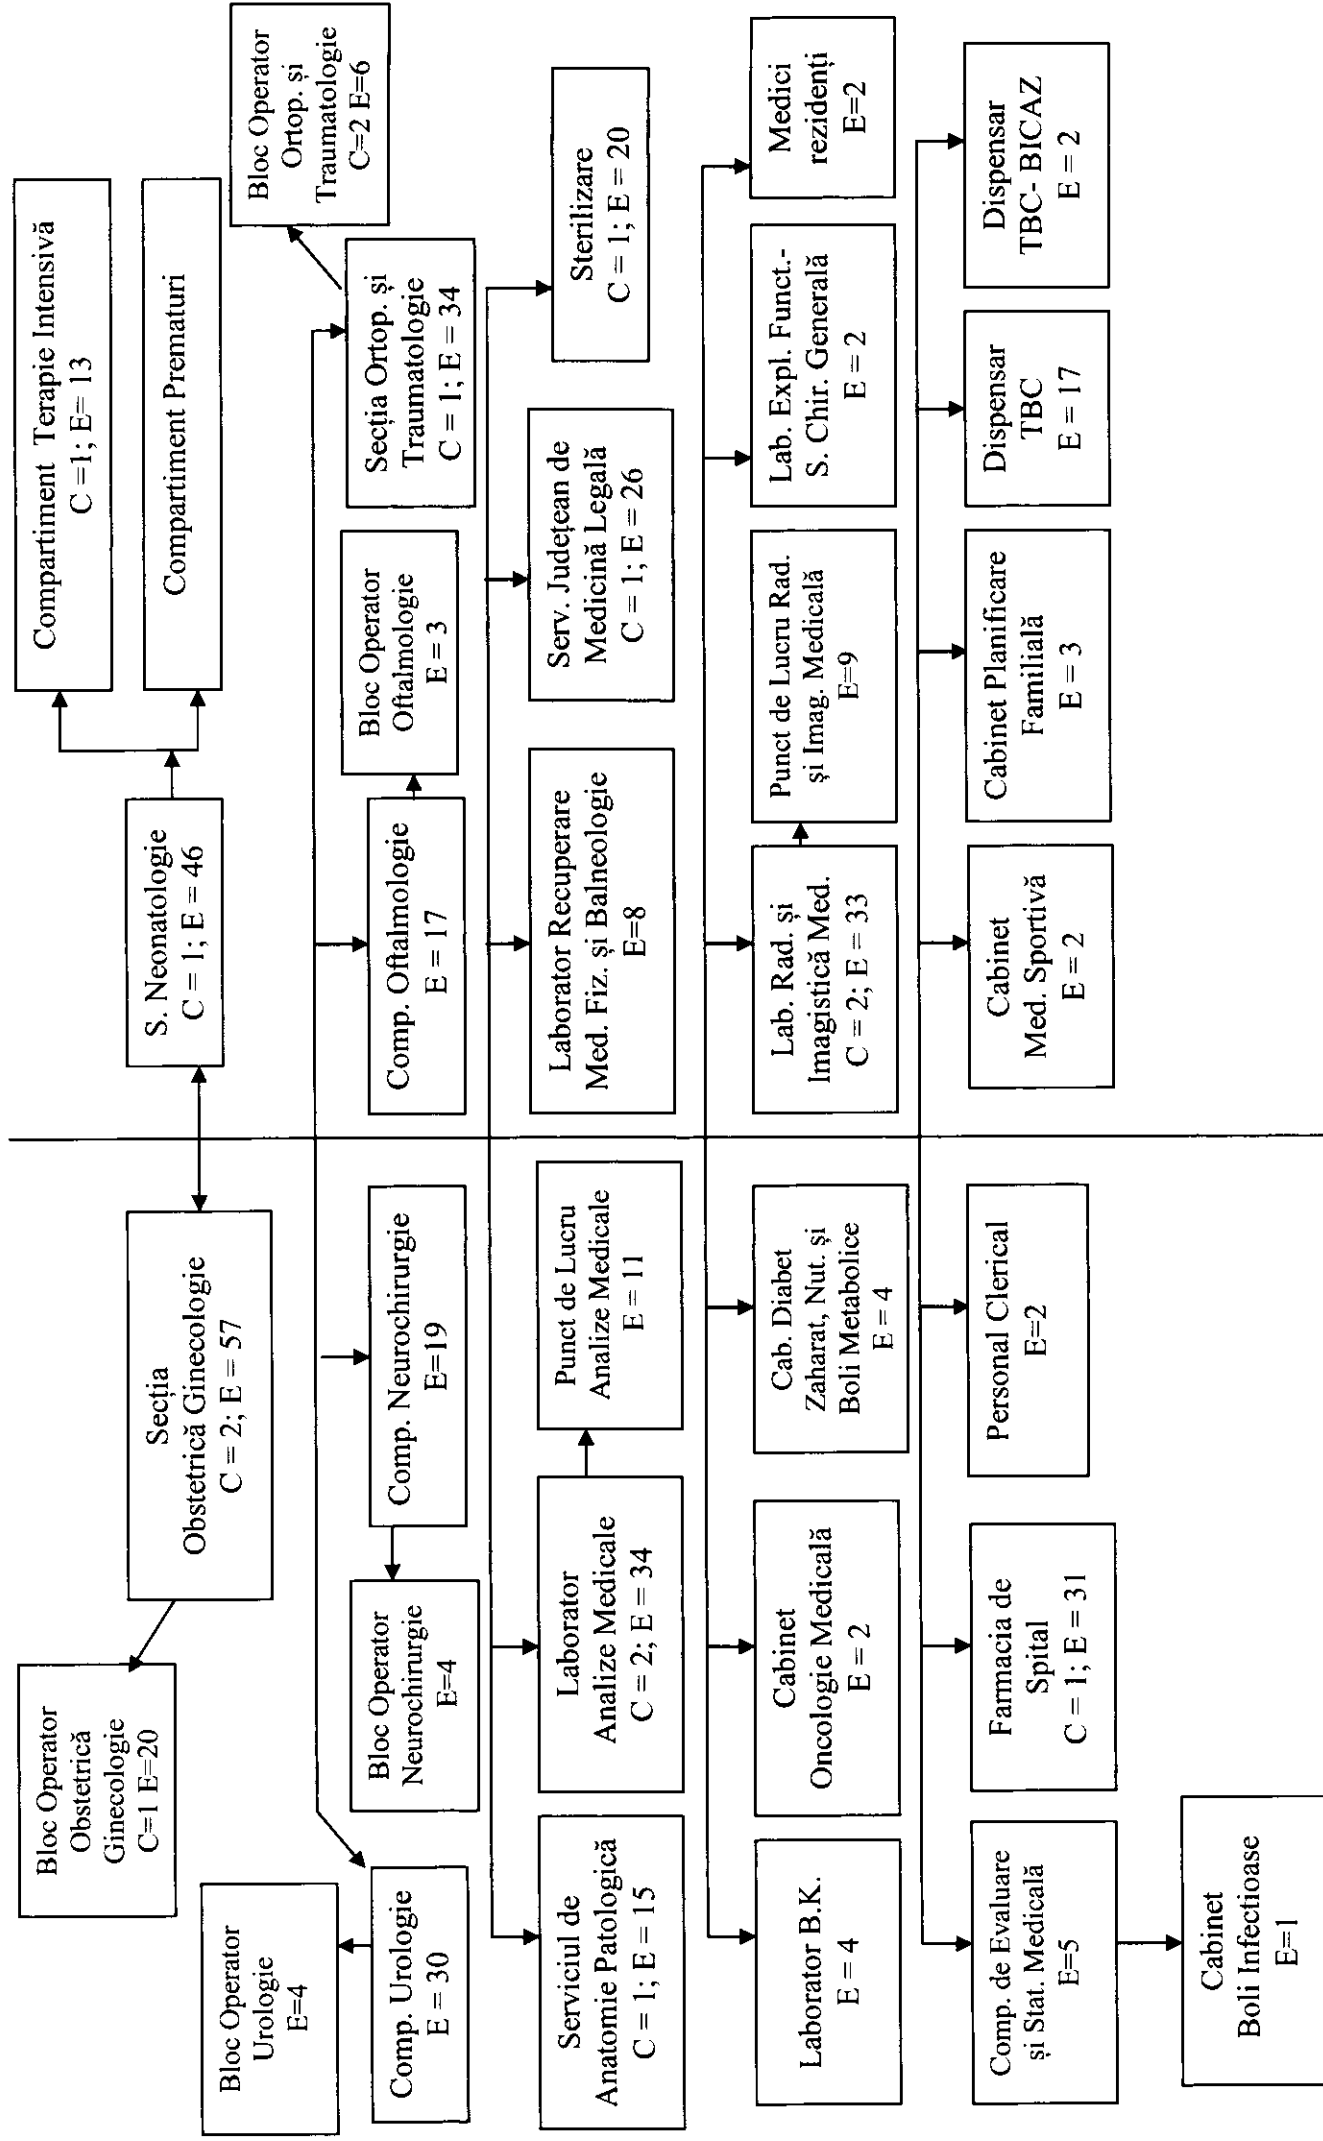 Bloc Operator
Obstetrică
Ginecologie
C=1 E=20
Secția
Obstetrică Ginecologie
C = 2; E = 57
S. Neonatologie
C = 1; E = 46
Compartiment Terapie Intensivă
C =1; E= 13
Compartiment Prematuri
Bloc Operator
Urologie
E=4
Comp. Urologie
E = 30
Bloc Operator
Neurochirurgie
E=4
Comp. Neurochirurgie
E=19
Comp. Oftalmologie
E = 17
Bloc Operator
Oftalmologie
E = 3
Secția Ortop. și
Traumatologie
C = 1; E = 34
Bloc Operator
Ortop. și
Traumatologie
C=2 E=6
Serviciul de
Anatomie Patologică
C = 1; E = 15
Laborator
Analize Medicale
C = 2; E = 34
Punct de Lucru
Analize Medicale
E = 11
Laborator Recuperare
Med. Fiz. și Balneologie
E=8
Serv. Județean de
Medicină Legală
C = 1; E = 26
Sterilizare
C = 1; E = 20
Laborator B.K.
E = 4
Cabinet
Oncologie Medicală
E = 2
Cab. Diabet
Zaharat, Nut. și
Boli Metabolice
E = 4
Lab. Rad. și
Imagistică Med.
C = 2; E = 33
Punct de Lucru Rad.
și Imag. Medicală
E=9
Lab. Expl. Funct.-
S. Chir. Generală
E = 2
Medici
rezidenți
E=2
Comp. de Evaluare
și Stat. Medicală
E=5
Farmacia de
Spital
C = 1; E = 31
Personal Clerical
E=2
Cabinet
Med. Sportivă
E = 2
Cabinet Planificare
Familială
E = 3
Dispensar
TBC
E = 17
Dispensar
TBC- BICAZ
E = 2
Cabinet
Boli Infectioase
E=1